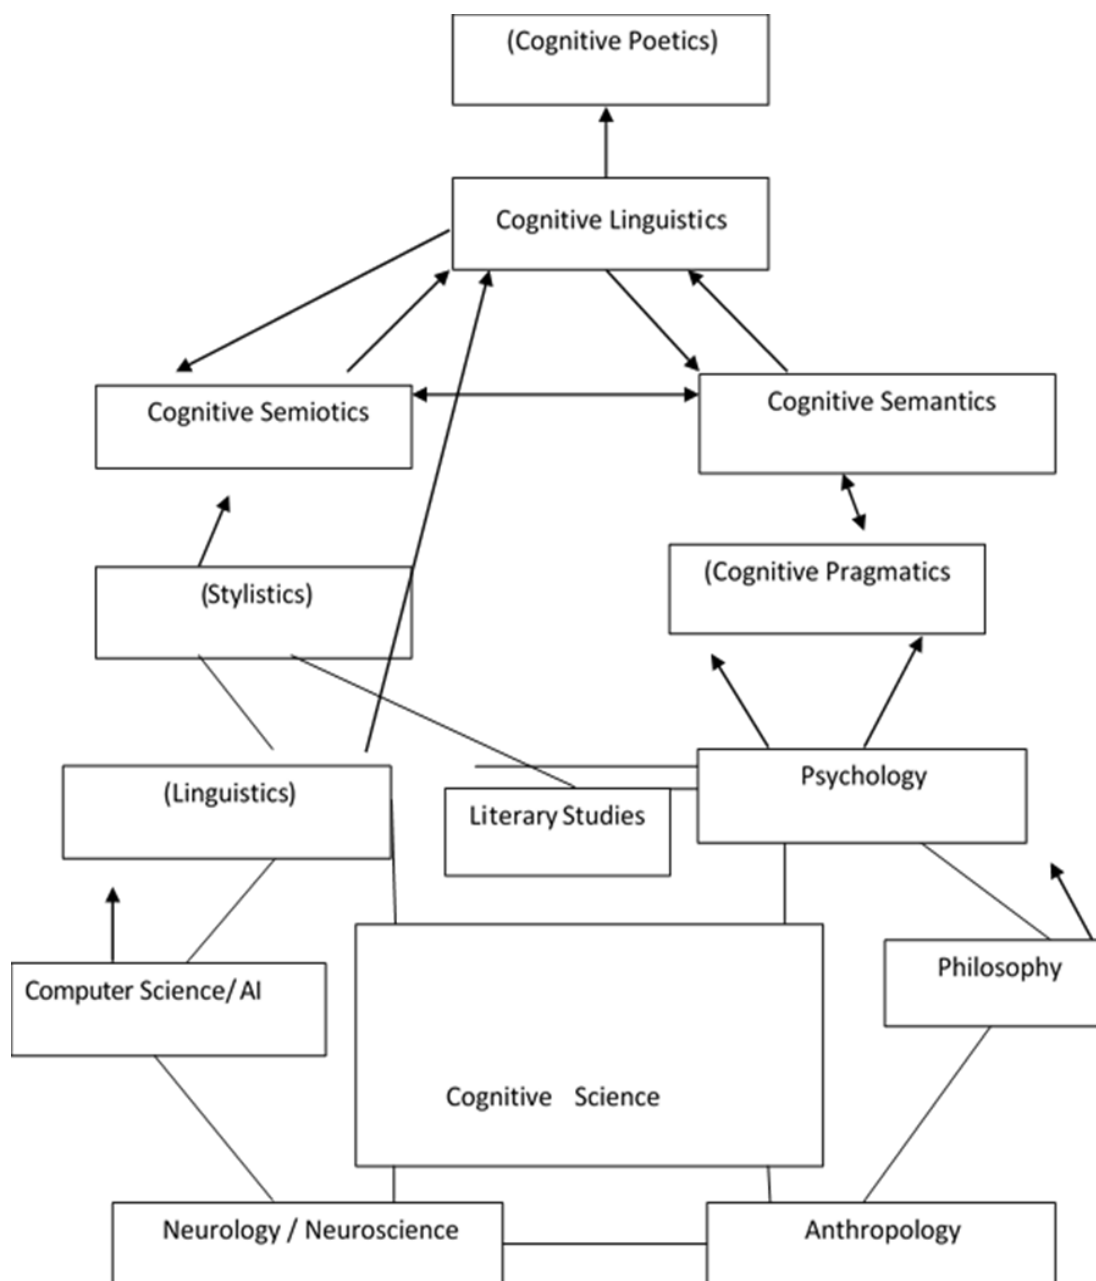 (Cognitive Poetics)
Cognitive Linguistics
Cognitive Semiotics
Cognitive Semantics
(Stylistics)
(Cognitive Pragmatics
(Linguistics)
Literary Studies
Psychology
Computer Science/ AI
Philosophy
Cognitive Science
Neurology / Neuroscience
Anthropology